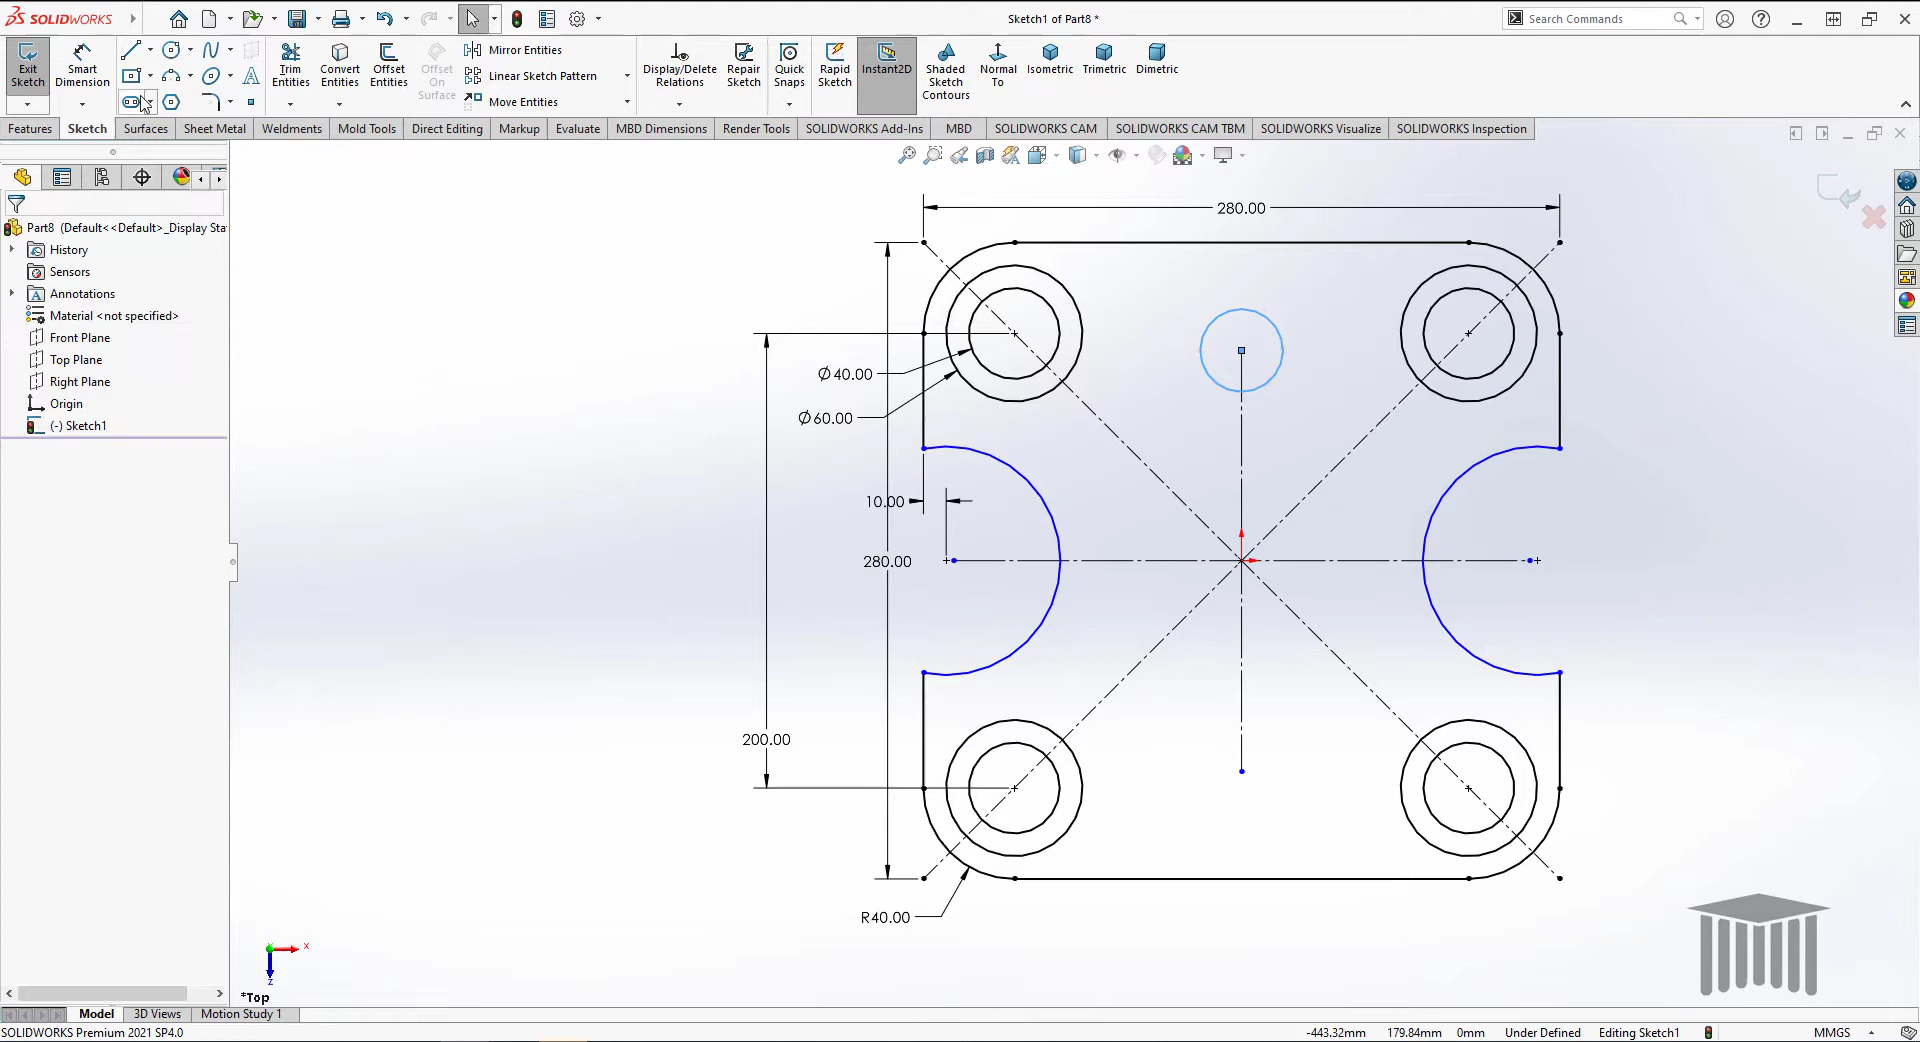 SOLIDWORKS
Sketch1 of Part8 *
Search Commands
Exit Sketch
Smart Dimension
Trim Entities
Convert Entities
Offset Entities
Offset On Surface
Mirror Entities
Linear Sketch Pattern
Move Entities
Display/Delete Relations
Repair Sketch
Quick Snaps
Rapid Sketch
Instant2D
Shaded Sketch Contours
Normal To
Isometric
Trimetric
Dimetric
Features
Sketch
Surfaces
Sheet Metal
Weldments
Mold Tools
Direct Editing
Markup
Evaluate
MBD Dimensions
Render Tools
SOLIDWORKS Add-Ins
MBD
SOLIDWORKS CAM
SOLIDWORKS CAM TBM
SOLIDWORKS Visualize
SOLIDWORKS Inspection
Part8 (Default<<Default>_Display Sta
History
Sensors
Annotations
Material <not specified>
Front Plane
Top Plane
Right Plane
Origin
(-) Sketch1
280.00
Ø40.00
Ø60.00
10.00
280.00
200.00
R40.00
X
Z
*Top
Model
3D Views
Motion Study 1
SOLIDWORKS Premium 2021 SP4.0
-443.32mm
179.84mm
0mm
Under Defined
Editing Sketch1
MMGS